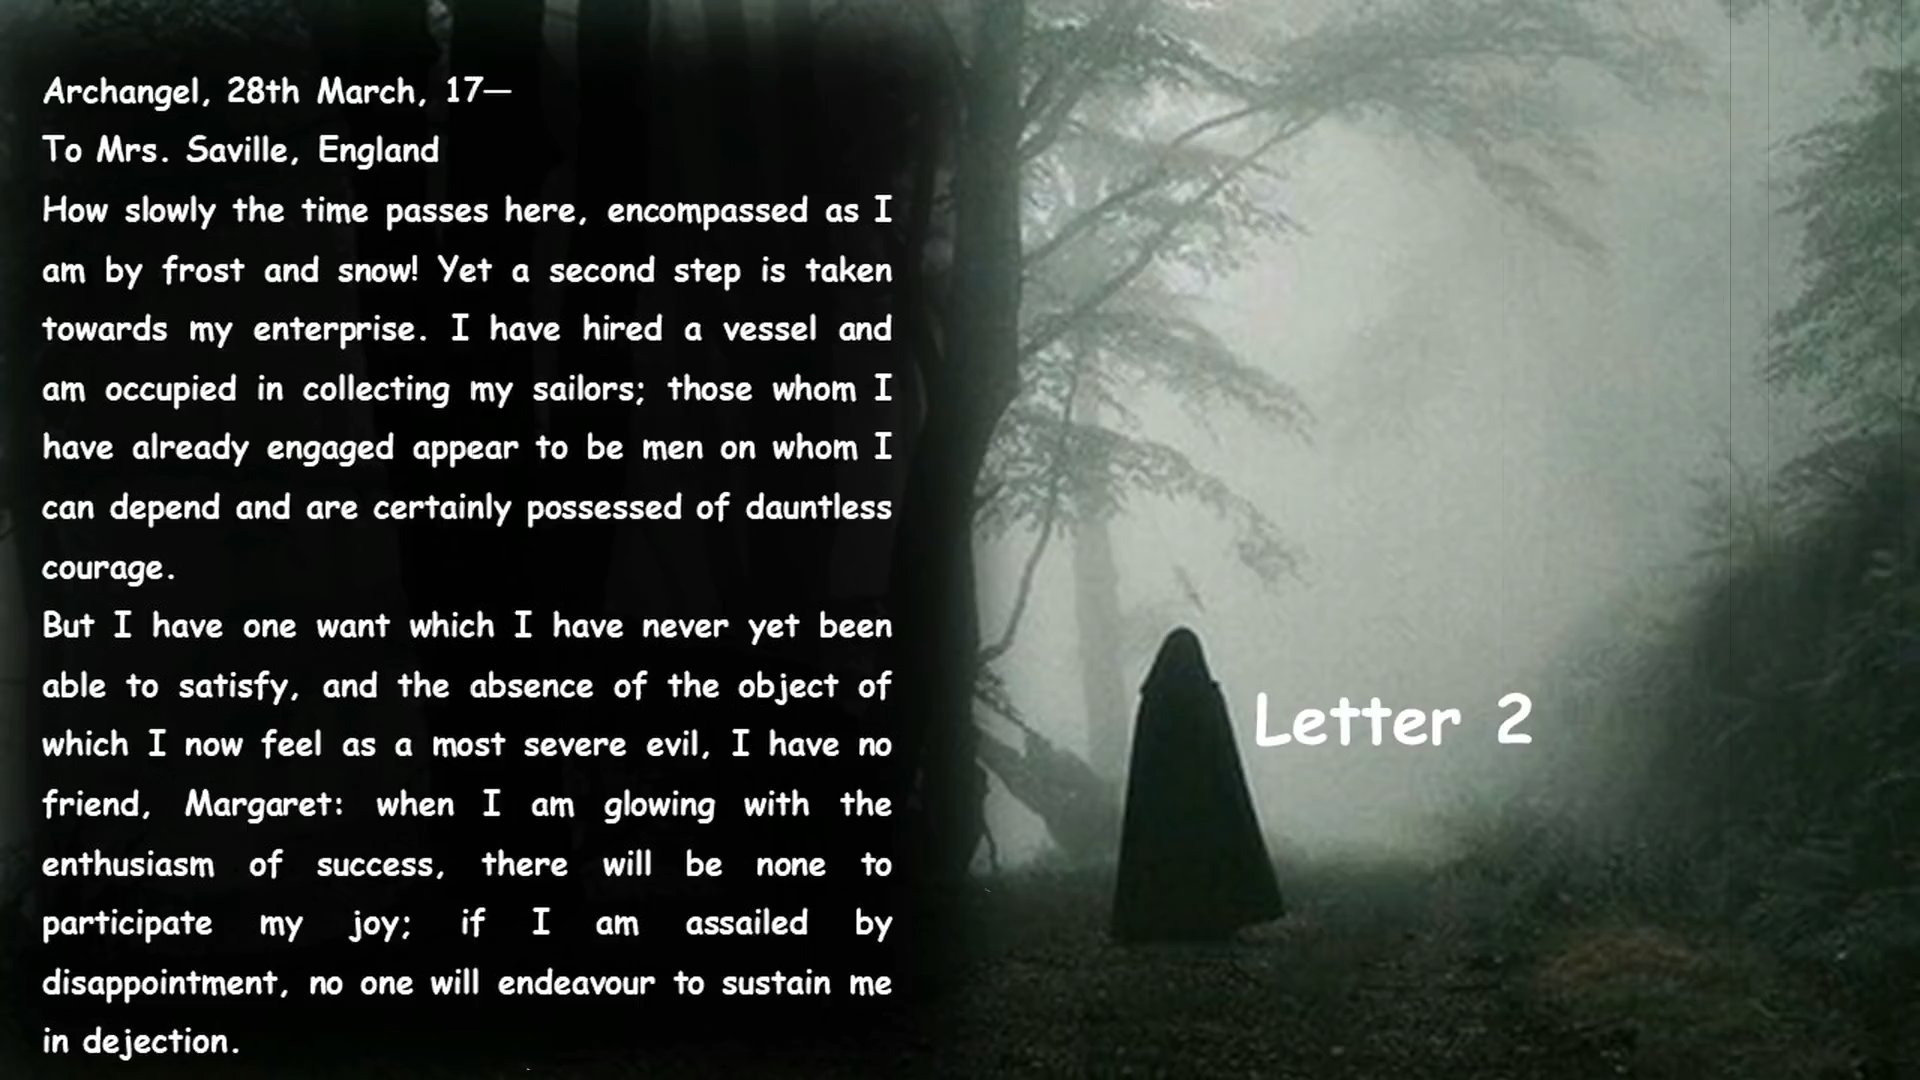 Archangel, 28th March, 17—
To Mrs. Saville, England
How slowly the time passes here, encompassed as I
am by frost and snow! Yet a second step is taken
towards my enterprise. I have hired a vessel and
am occupied in collecting my sailors; those whom I
have already engaged appear to be men on whom I
can depend and are certainly possessed of dauntless
courage.
But I have one want which I have never yet been
able to satisfy, and the absence of the object of
which I now feel as a most severe evil, I have no
friend, Margaret: when I am glowing with the
enthusiasm of success, there will be none to
participate my joy; if I am assailed by
disappointment, no one will endeavour to sustain me
in dejection.
Letter 2